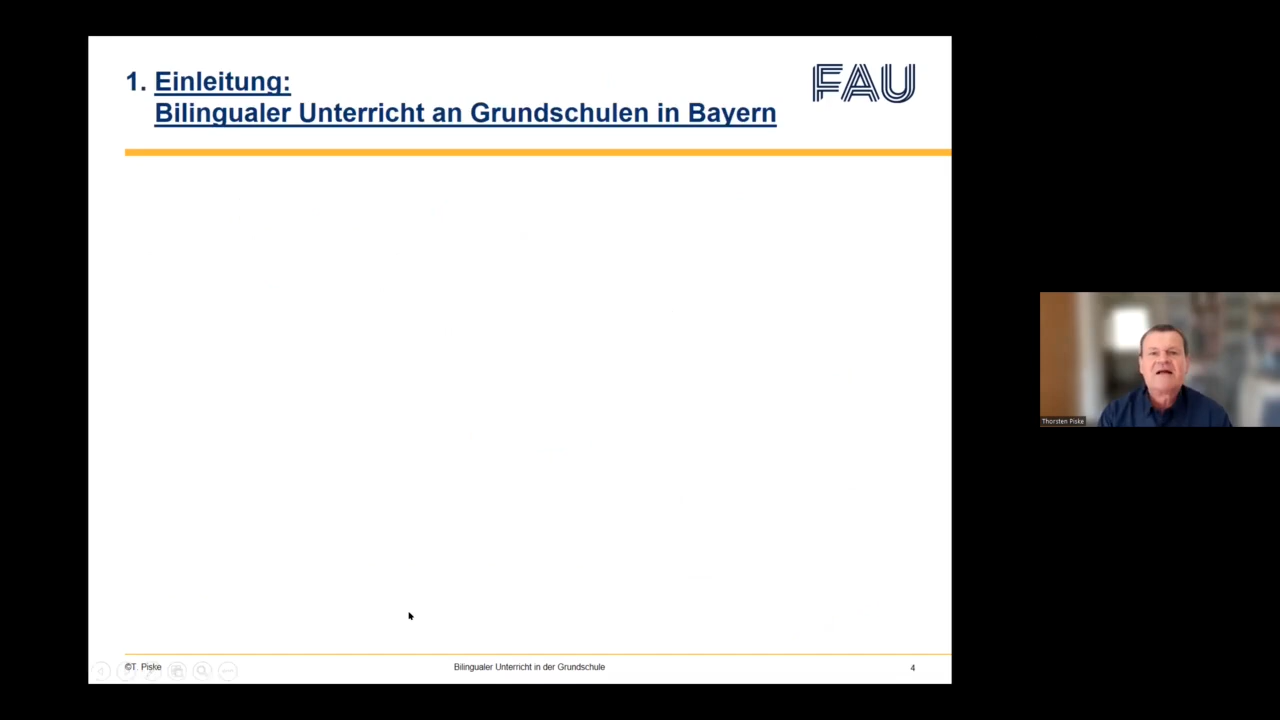 1. Einleitung:
Bilingualer Unterricht an Grundschulen in Bayern
FAU
Thorsten Piske
©T. Piske
Bilingualer Unterricht in der Grundschule
4